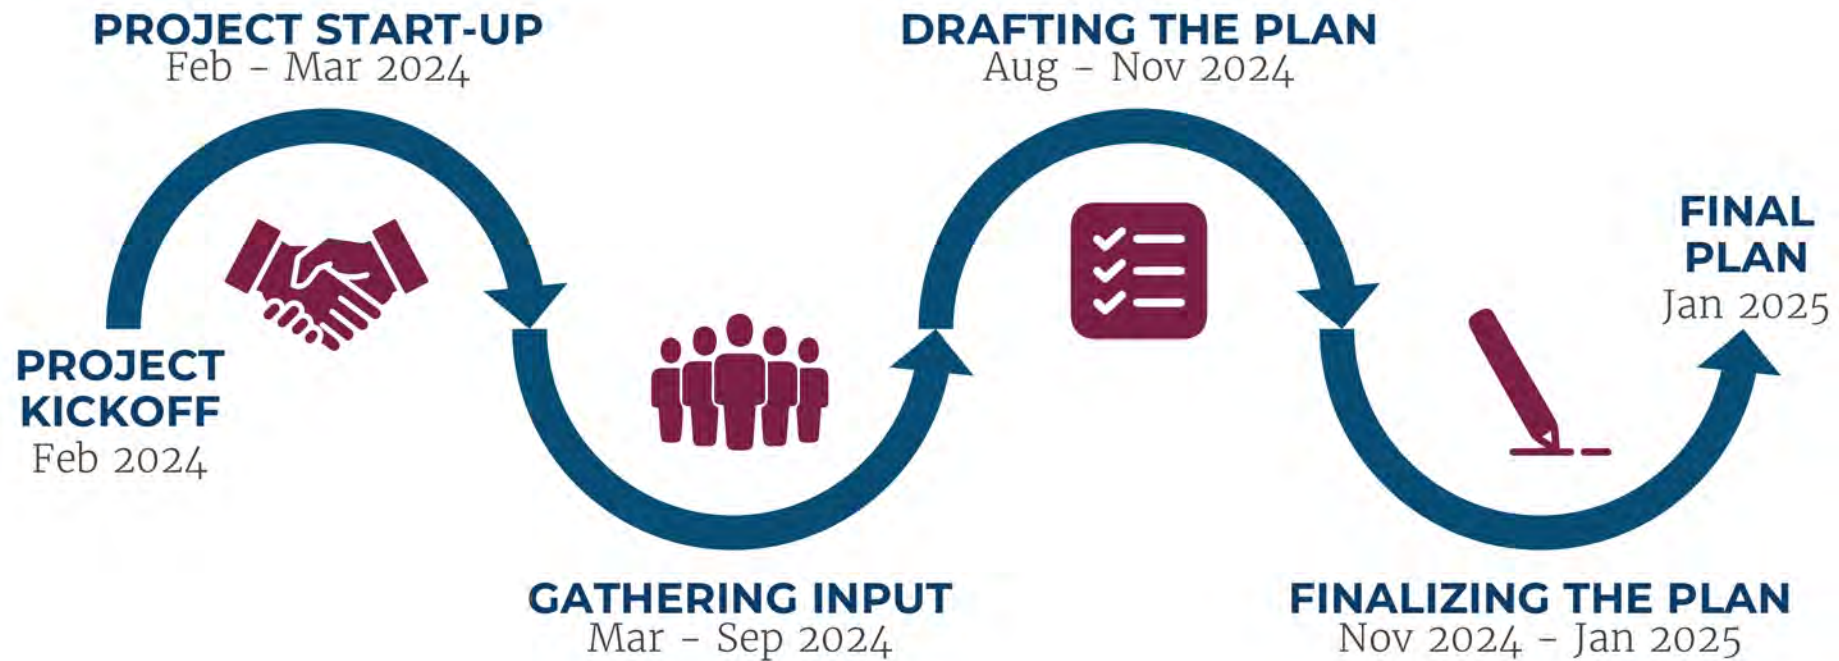 PROJECT KICKOFF
Feb 2024
PROJECT START-UP
Feb – Mar 2024
GATHERING INPUT
Mar – Sep 2024
DRAFTING THE PLAN
Aug – Nov 2024
FINALIZING THE PLAN
Nov 2024 – Jan 2025
FINAL
PLAN
Jan 2025